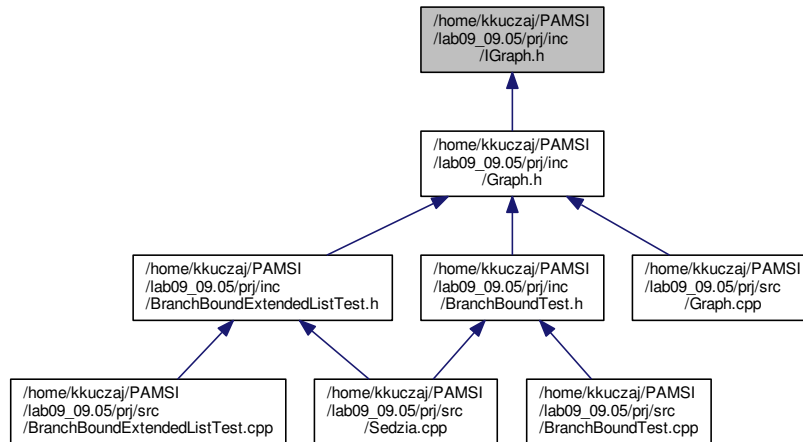 /home/kkuczaj/PAMSI
/lab09_09.05/prj/inc
/IGraph.h
/home/kkuczaj/PAMSI
/lab09_09.05/prj/inc
/Graph.h
/home/kkuczaj/PAMSI
/lab09_09.05/prj/inc
/BranchBoundExtendedListTest.h
/home/kkuczaj/PAMSI
/lab09_09.05/prj/inc
/BranchBoundTest.h
/home/kkuczaj/PAMSI
/lab09_09.05/prj/src
/Graph.cpp
/home/kkuczaj/PAMSI
/lab09_09.05/prj/src
/BranchBoundExtendedListTest.cpp
/home/kkuczaj/PAMSI
/lab09_09.05/prj/src
/Sedzia.cpp
/home/kkuczaj/PAMSI
/lab09_09.05/prj/src
/BranchBoundTest.cpp